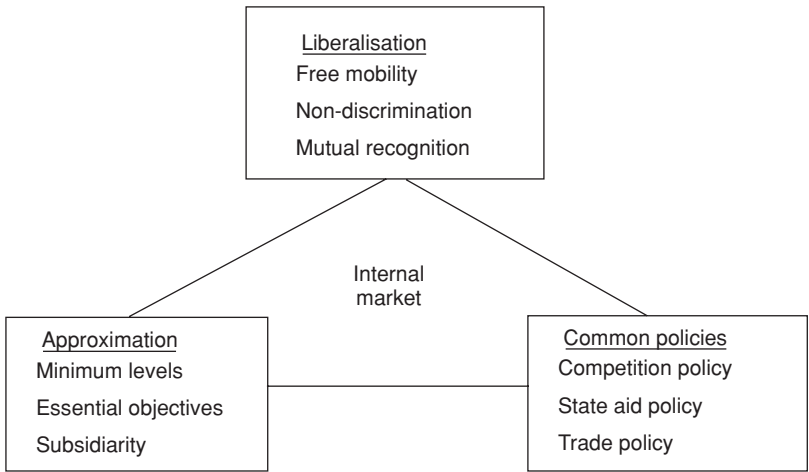 Liberalisation
Free mobility
Non-discrimination
Mutual recognition
Internal
market
Approximation
Minimum levels
Essential objectives
Subsidiarity
Common policies
Competition policy
State aid policy
Trade policy